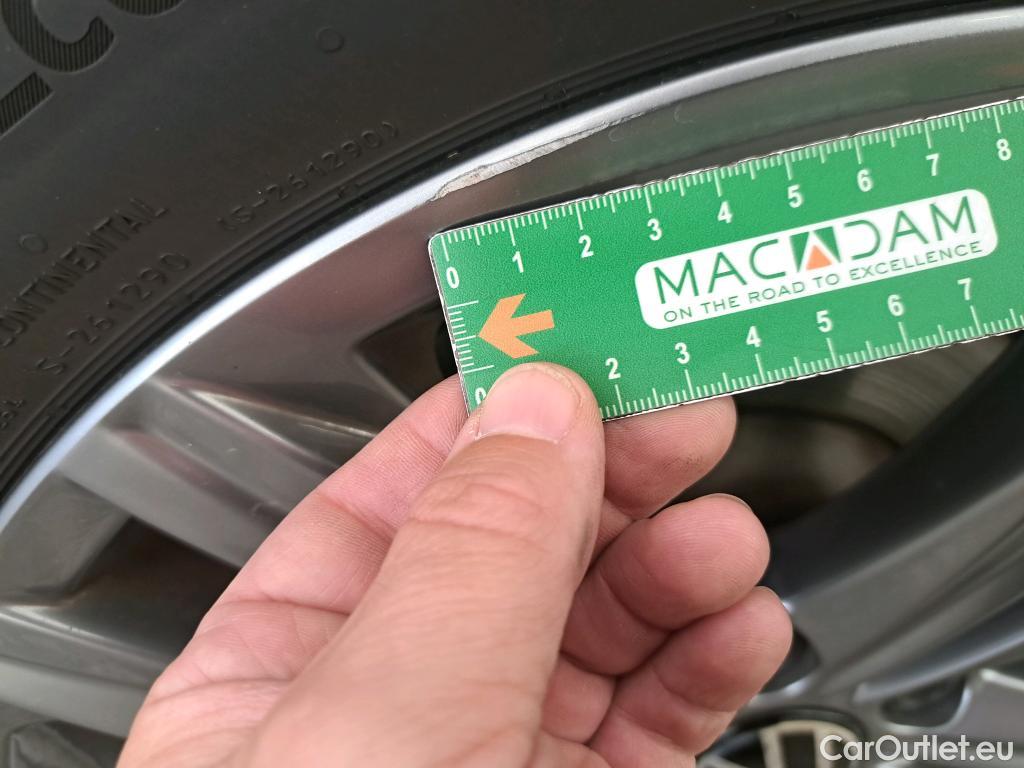 CONTINENTAL
S-261290
(S-261290)
0 1 2 3 4 5 6 7 8
MACADAM
ON THE ROAD TO EXCELLENCE
0 2 3 4 5 6 7
CarOutlet.eu